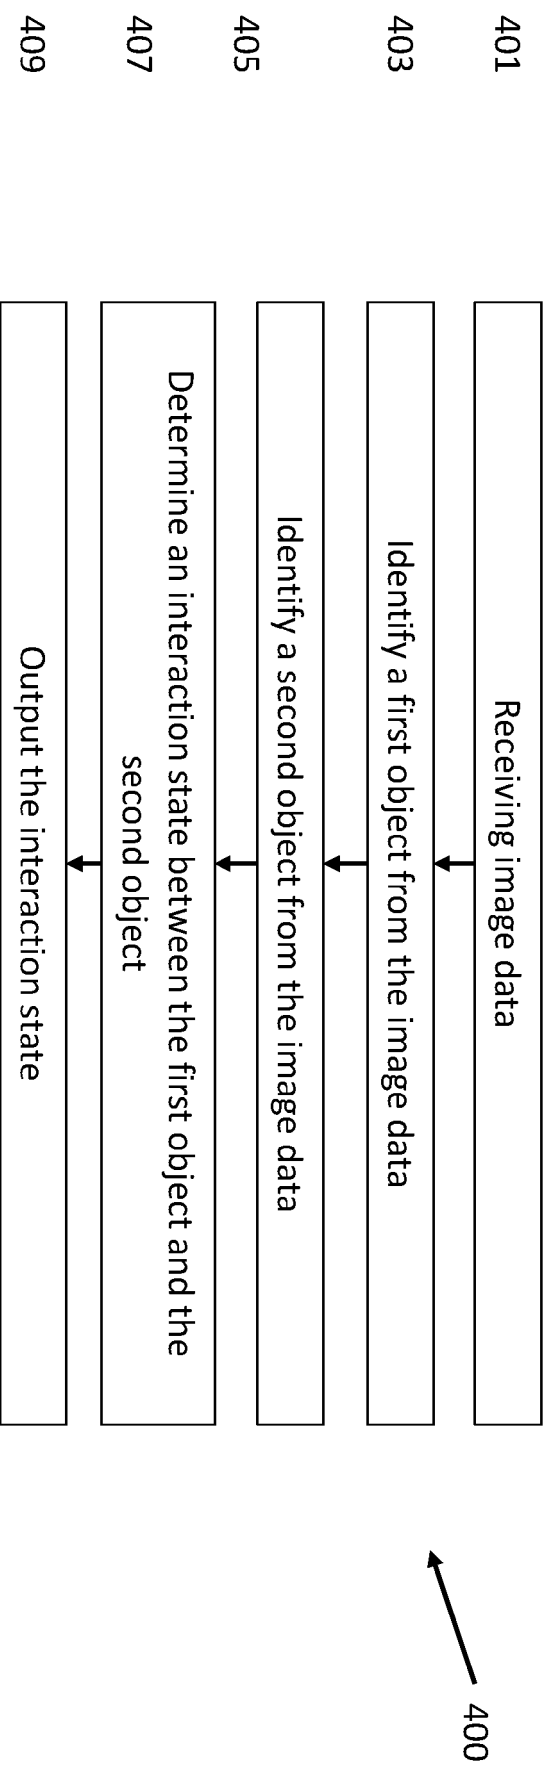 400
401
Receiving image data
403
Identify a first object from the image data
405
Identify a second object from the image data
407
Determine an interaction state between the first object and the
second object
409
Output the interaction state